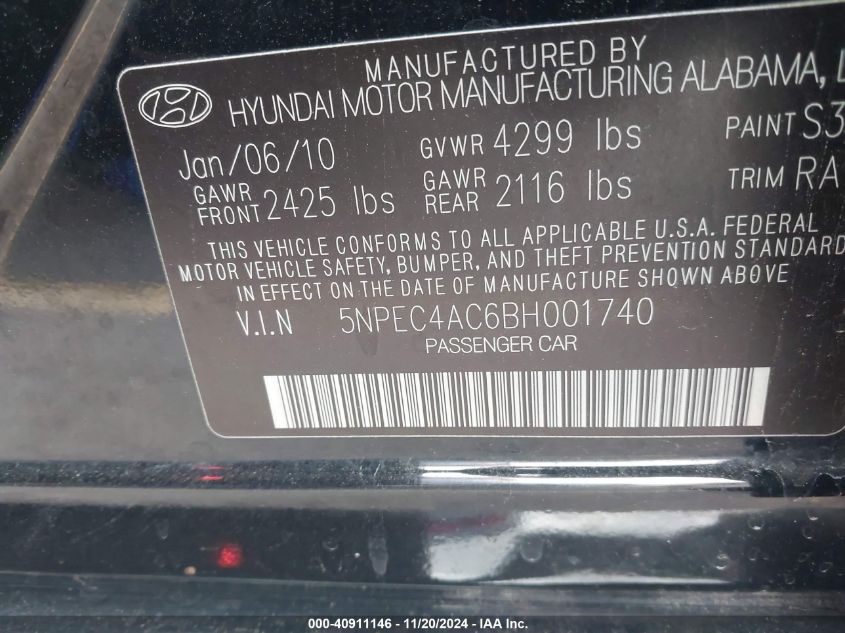 MANUFACTURED BY
HYUNDAI MOTOR MANUFACTURING ALABAMA,
Jan/06/10 GVWR 4299 lbs PAINT S3
GAWR FRONT 2425 lbs GAWR REAR 2116 lbs TRIM RA
THIS VEHICLE CONFORMS TO ALL APPLICABLE U.S.A. FEDERAL
MOTOR VEHICLE SAFETY, BUMPER, AND THEFT PREVENTION STANDARD
IN EFFECT ON THE DATE OF MANUFACTURE SHOWN ABOVE
V.I.N 5NPEC4AC6BH001740
PASSENGER CAR
000-40911146 - 11/20/2024 - IAA Inc.